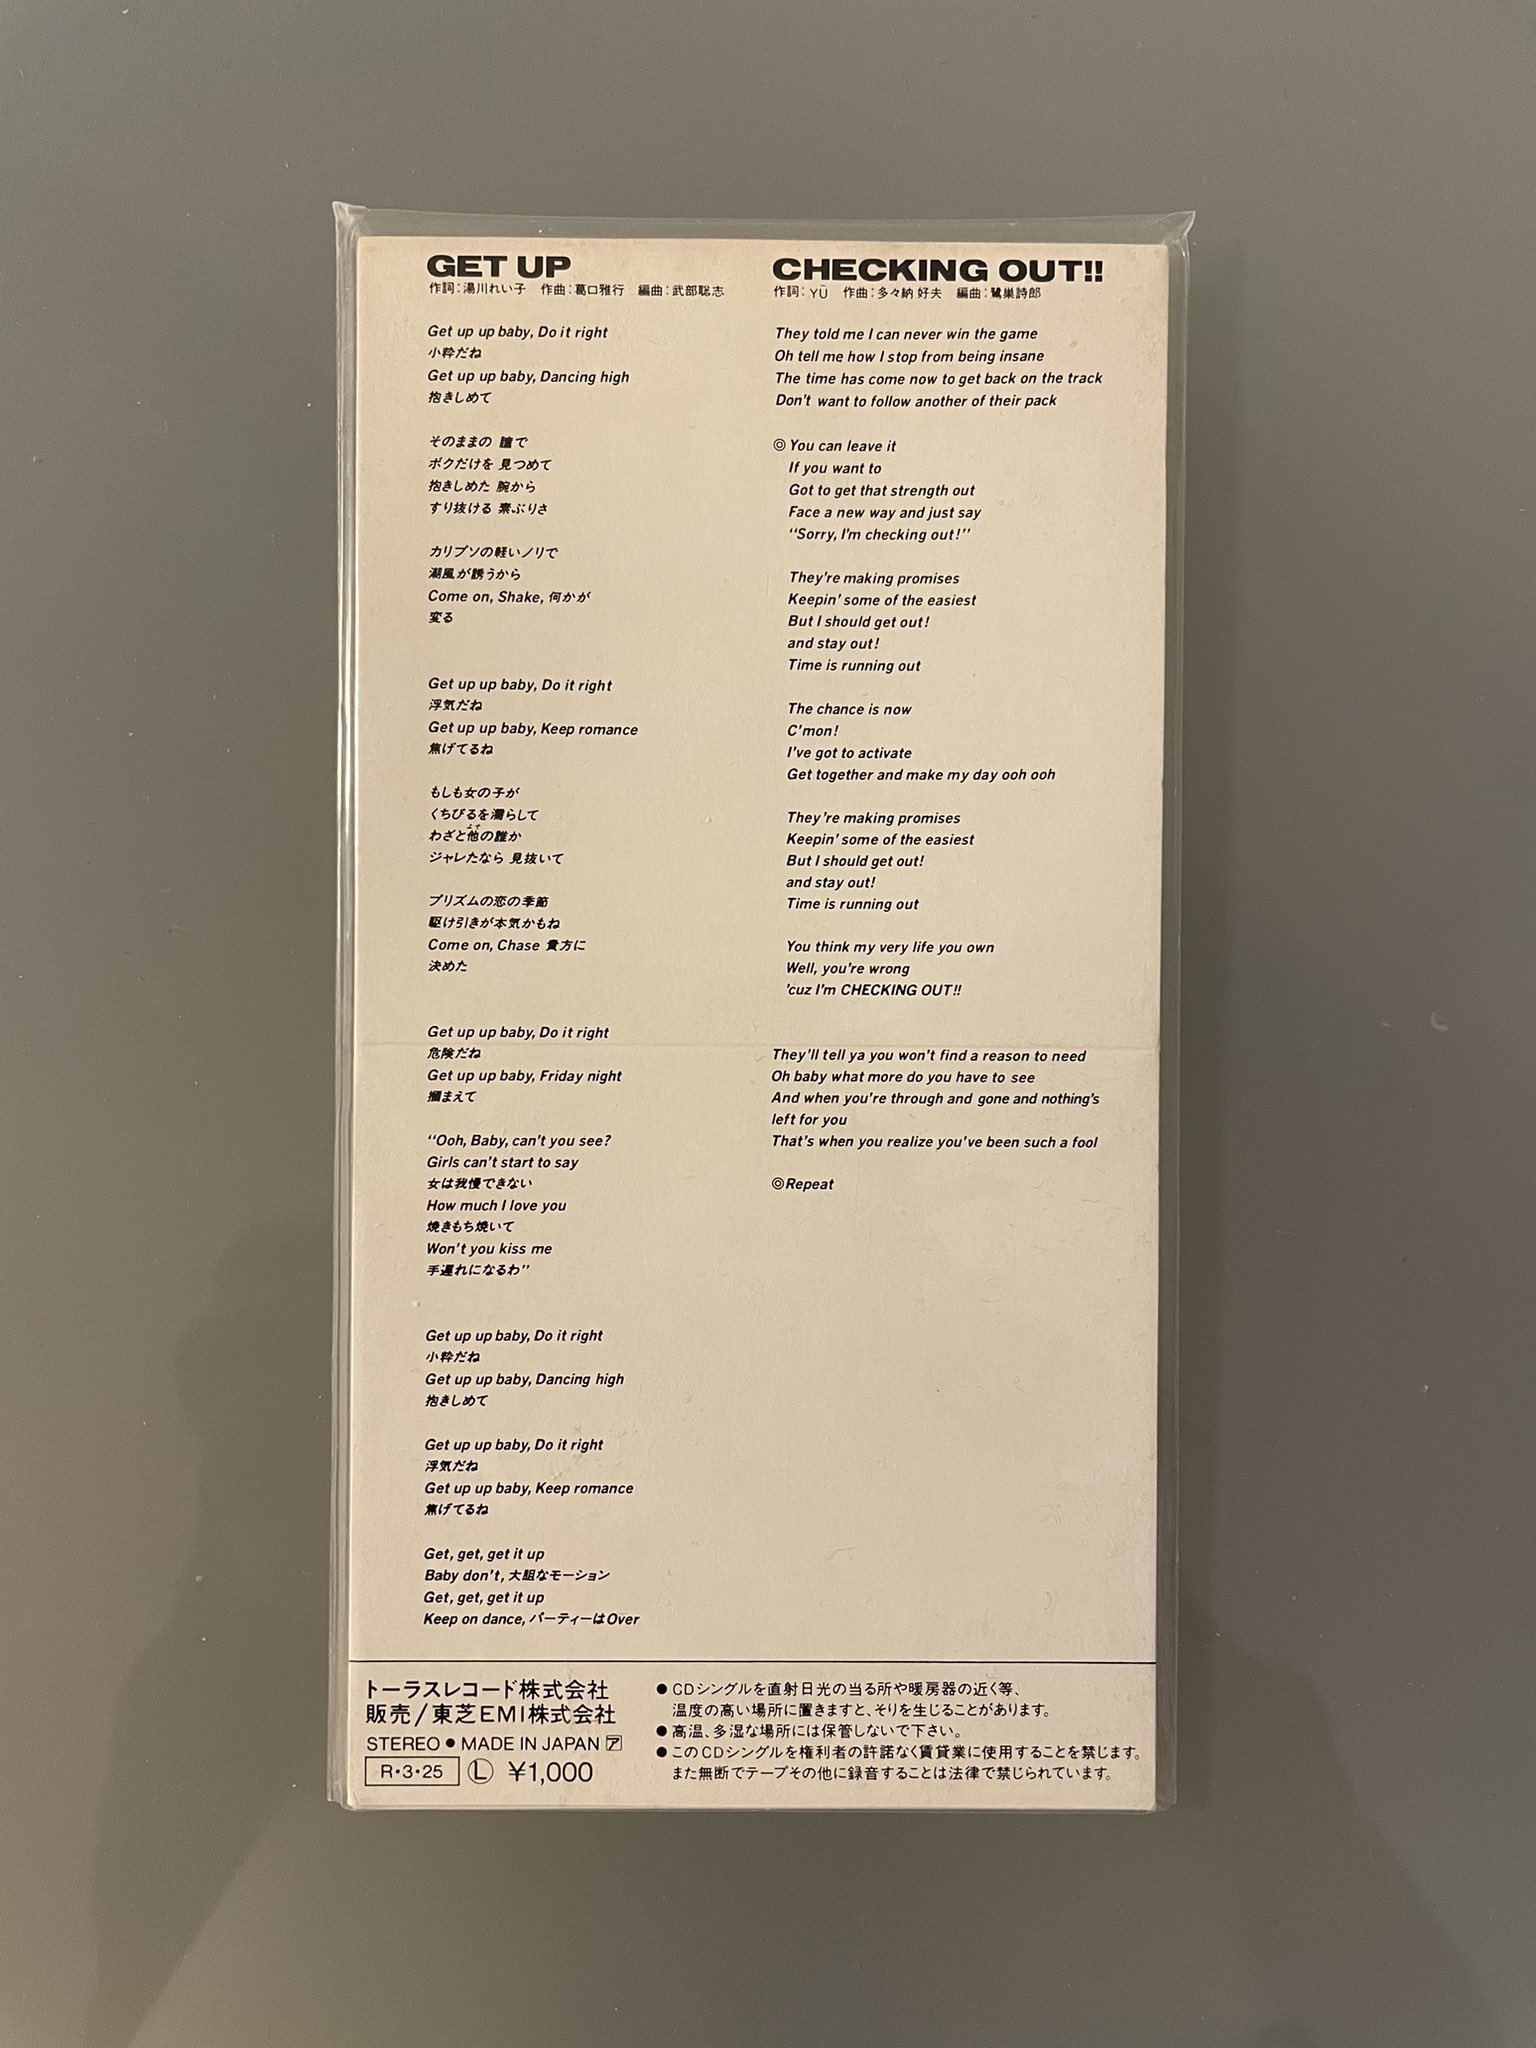 GET UP
作詞：湯川れい子　作曲：葛口雅行　編曲：武部聡志
Get up up baby, Do it right
小粋だね
Get up up baby, Dancing high
抱きしめて
そのままの 瞳で
ボクだけを 見つめて
抱きしめた 腕から
すり抜ける 素ぶりさ
カリプソの軽いノリで
潮風が誘うから
Come on, Shake, 何かが
変る
Get up up baby, Do it right
浮気だね
Get up up baby, Keep romance
焦げてるね
もしも女の子が
くちびるを濡らして
わざと他の誰か
よそ
ジャレたなら 見抜いて
プリズムの恋の季節
駆け引きが本気かもね
Come on, Chase 貴方に
決めた
Get up up baby, Do it right
危険だね
Get up up baby, Friday night
摑まえて
“Ooh, Baby, can't you see?
Girls can't start to say
女は我慢できない
How much I love you
焼きもち焼いて
Won't you kiss me
手遅れになるわ”
Get up up baby, Do it right
小粋だね
Get up up baby, Dancing high
抱きしめて
Get up up baby, Do it right
浮気だね
Get up up baby, Keep romance
焦げてるね
Get, get, get it up
Baby don't, 大胆なモーション
Get, get, get it up
Keep on dance, パーティーはOver
CHECKING OUT!!
作詞：YŪ　作曲：多々納 好夫　編曲：鷺巣詩郎
They told me I can never win the game
Oh tell me how I stop from being insane
The time has come now to get back on the track
Don't want to follow another of their pack
◎You can leave it
If you want to
Got to get that strength out
Face a new way and just say
“Sorry, I'm checking out!”
They're making promises
Keepin' some of the easiest
But I should get out!
and stay out!
Time is running out
The chance is now
C'mon!
I've got to activate
Get together and make my day ooh ooh
They're making promises
Keepin' some of the easiest
But I should get out!
and stay out!
Time is running out
You think my very life you own
Well, you're wrong
'cuz I'm CHECKING OUT!!
They'll tell ya you won't find a reason to need
Oh baby what more do you have to see
And when you're through and gone and nothing's
left for you
That's when you realize you've been such a fool
◎Repeat
トーラスレコード株式会社
販売/東芝EMI株式会社
STEREO ● MADE IN JAPAN ア
R・3・25 Ⓛ ¥1,000
● CDシングルを直射日光の当る所や暖房器の近く等、
温度の高い場所に置きますと、そりを生じることがあります。
● 高温、多湿な場所には保管しないで下さい。
● このCDシングルを権利者の許諾なく賃貸業に使用することを禁じます。
また無断でテープその他に録音することは法律で禁じられています。